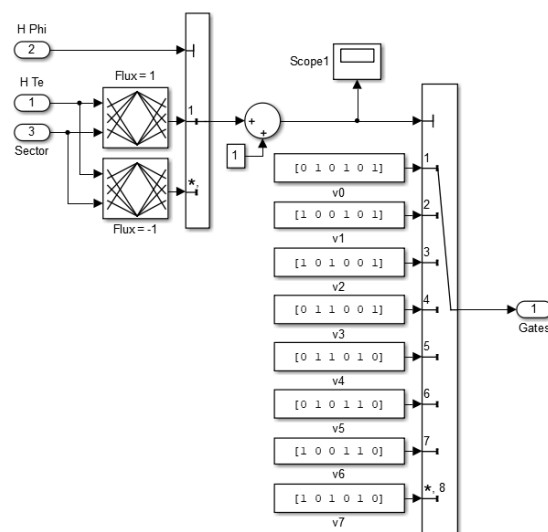 H Phi
2
H Te
1
3
Sector
Flux = 1
Flux = -1
1
*,
+
+
1
Scope1
[0 1 0 1 0 1]
v0
[1 0 0 1 0 1]
v1
[1 0 1 0 0 1]
v2
[0 1 1 0 0 1]
v3
[0 1 1 0 1 0]
v4
[0 1 0 1 1 0]
v5
[1 0 0 1 1 0]
v6
[1 0 1 0 1 0]
v7
1
2
3
4
5
6
7
*, 8
1
Gates